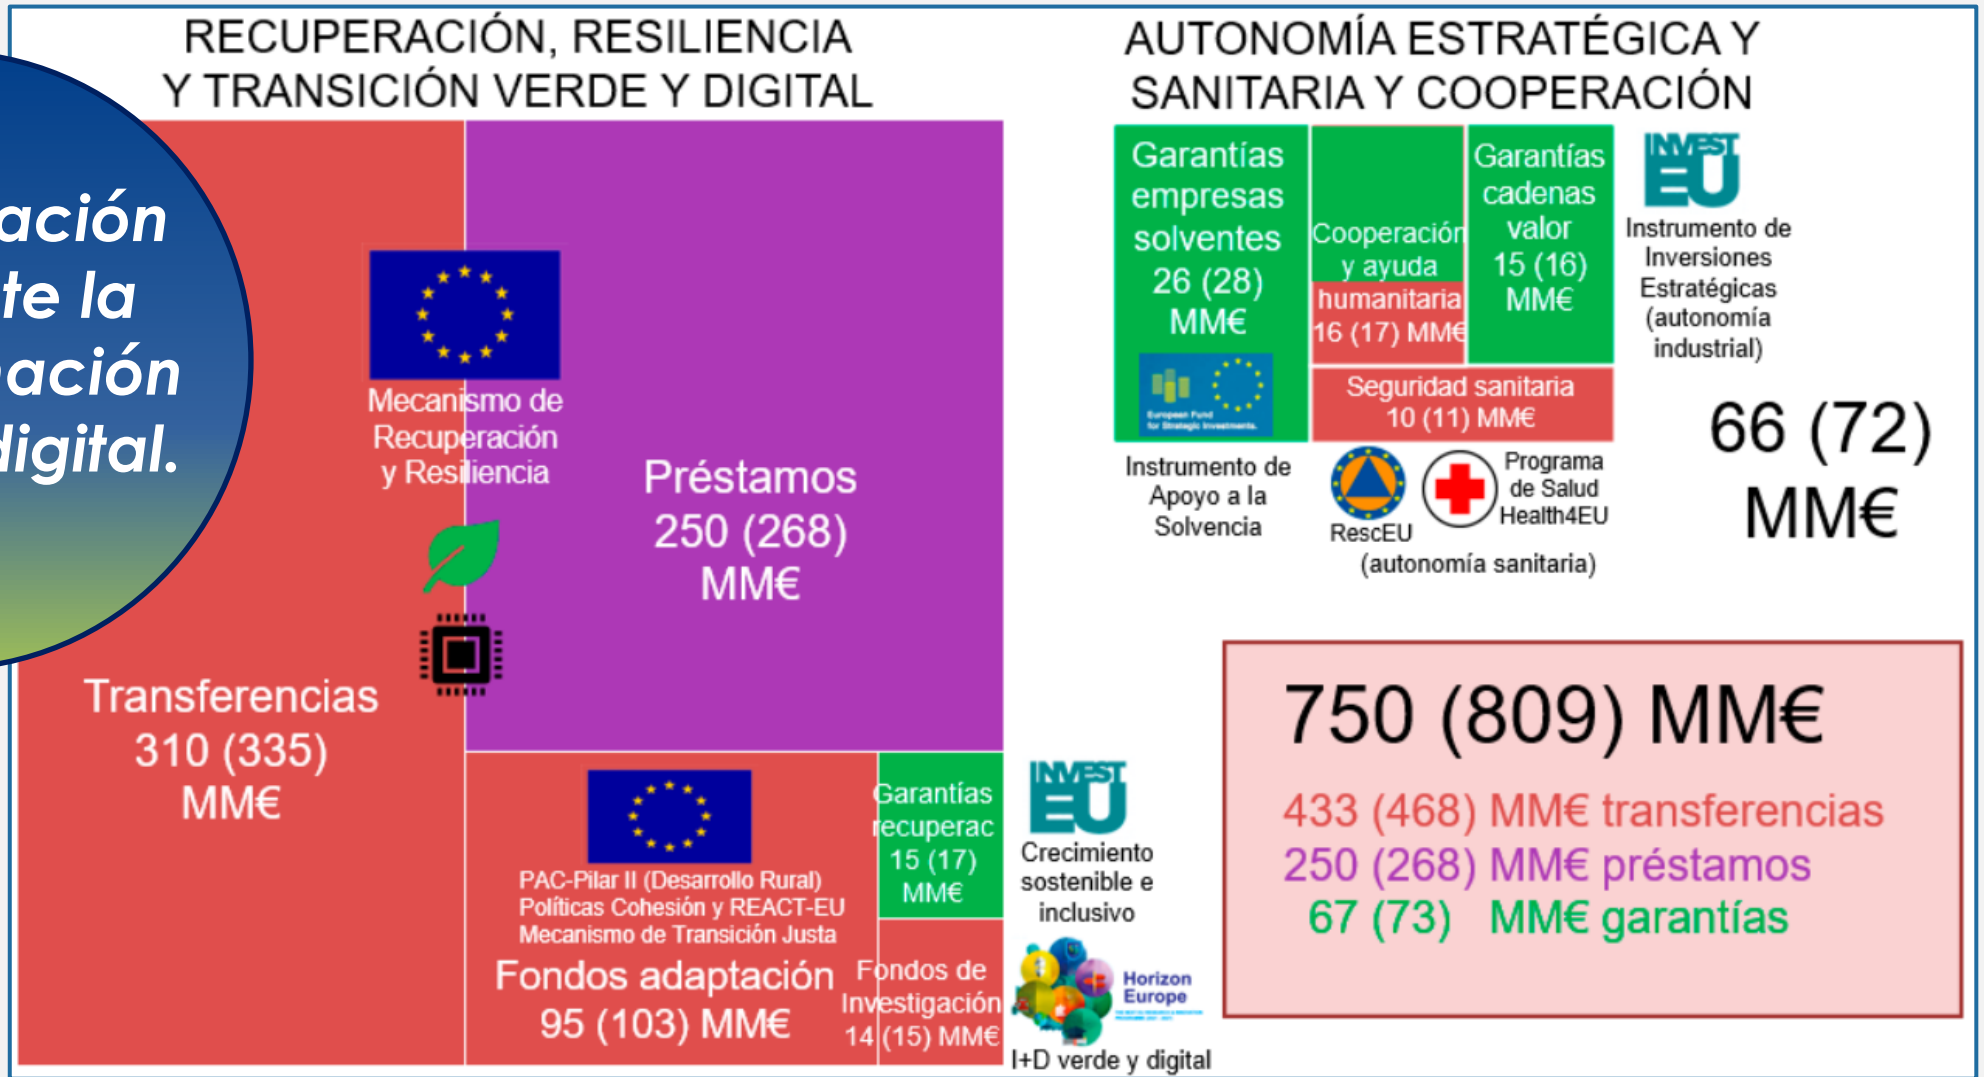 RECUPERACIÓN, RESILIENCIA
Y TRANSICIÓN VERDE Y DIGITAL
AUTONOMÍA ESTRATÉGICA Y
SANITARIA Y COOPERACIÓN
ación
te la
ación
digital.
Mecanismo de
Recuperación
y Resiliencia
Transferencias
310 (335)
MM€
Préstamos
250 (268)
MM€
PAC-Pilar II (Desarrollo Rural)
Políticas Cohesión y REACT-EU
Mecanismo de Transición Justa
Fondos adaptación
95 (103) MM€
Garantías
recuperac
15 (17)
MM€
Fondos de
Investigación
14 (15) MM€
INVEST
EU
Crecimiento
sostenible e
inclusivo
Horizon
Europe
I+D verde y digital
Garantías
empresas
solventes
26 (28)
MM€
European Fund
for Strategic Investments.
Instrumento de
Apoyo a la
Solvencia
Cooperación
y ayuda
humanitaria
16 (17) MM€
Garantías
cadenas
valor
15 (16)
MM€
Seguridad sanitaria
10 (11) MM€
RescEU
Programa
de Salud
Health4EU
(autonomía sanitaria)
INVEST
EU
Instrumento de
Inversiones
Estratégicas
(autonomía
industrial)
66 (72)
MM€
750 (809) MM€
433 (468) MM€ transferencias
250 (268) MM€ préstamos
67 (73) MM€ garantías